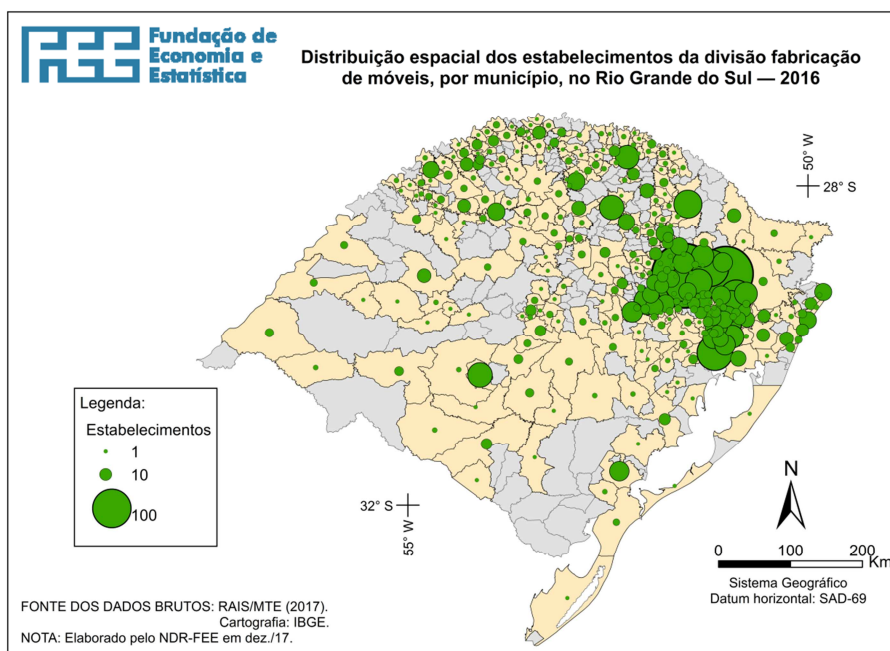 FEE
Fundação de
Economia e
Estatística
Distribuição espacial dos estabelecimentos da divisão fabricação
de móveis, por município, no Rio Grande do Sul — 2016
50° W
28° S
Legenda:
Estabelecimentos
1
10
100
32° S
55° W
N
0 100 200
Km
Sistema Geográfico
Datum horizontal: SAD-69
FONTE DOS DADOS BRUTOS: RAIS/MTE (2017).
Cartografia: IBGE.
NOTA: Elaborado pelo NDR-FEE em dez./17.